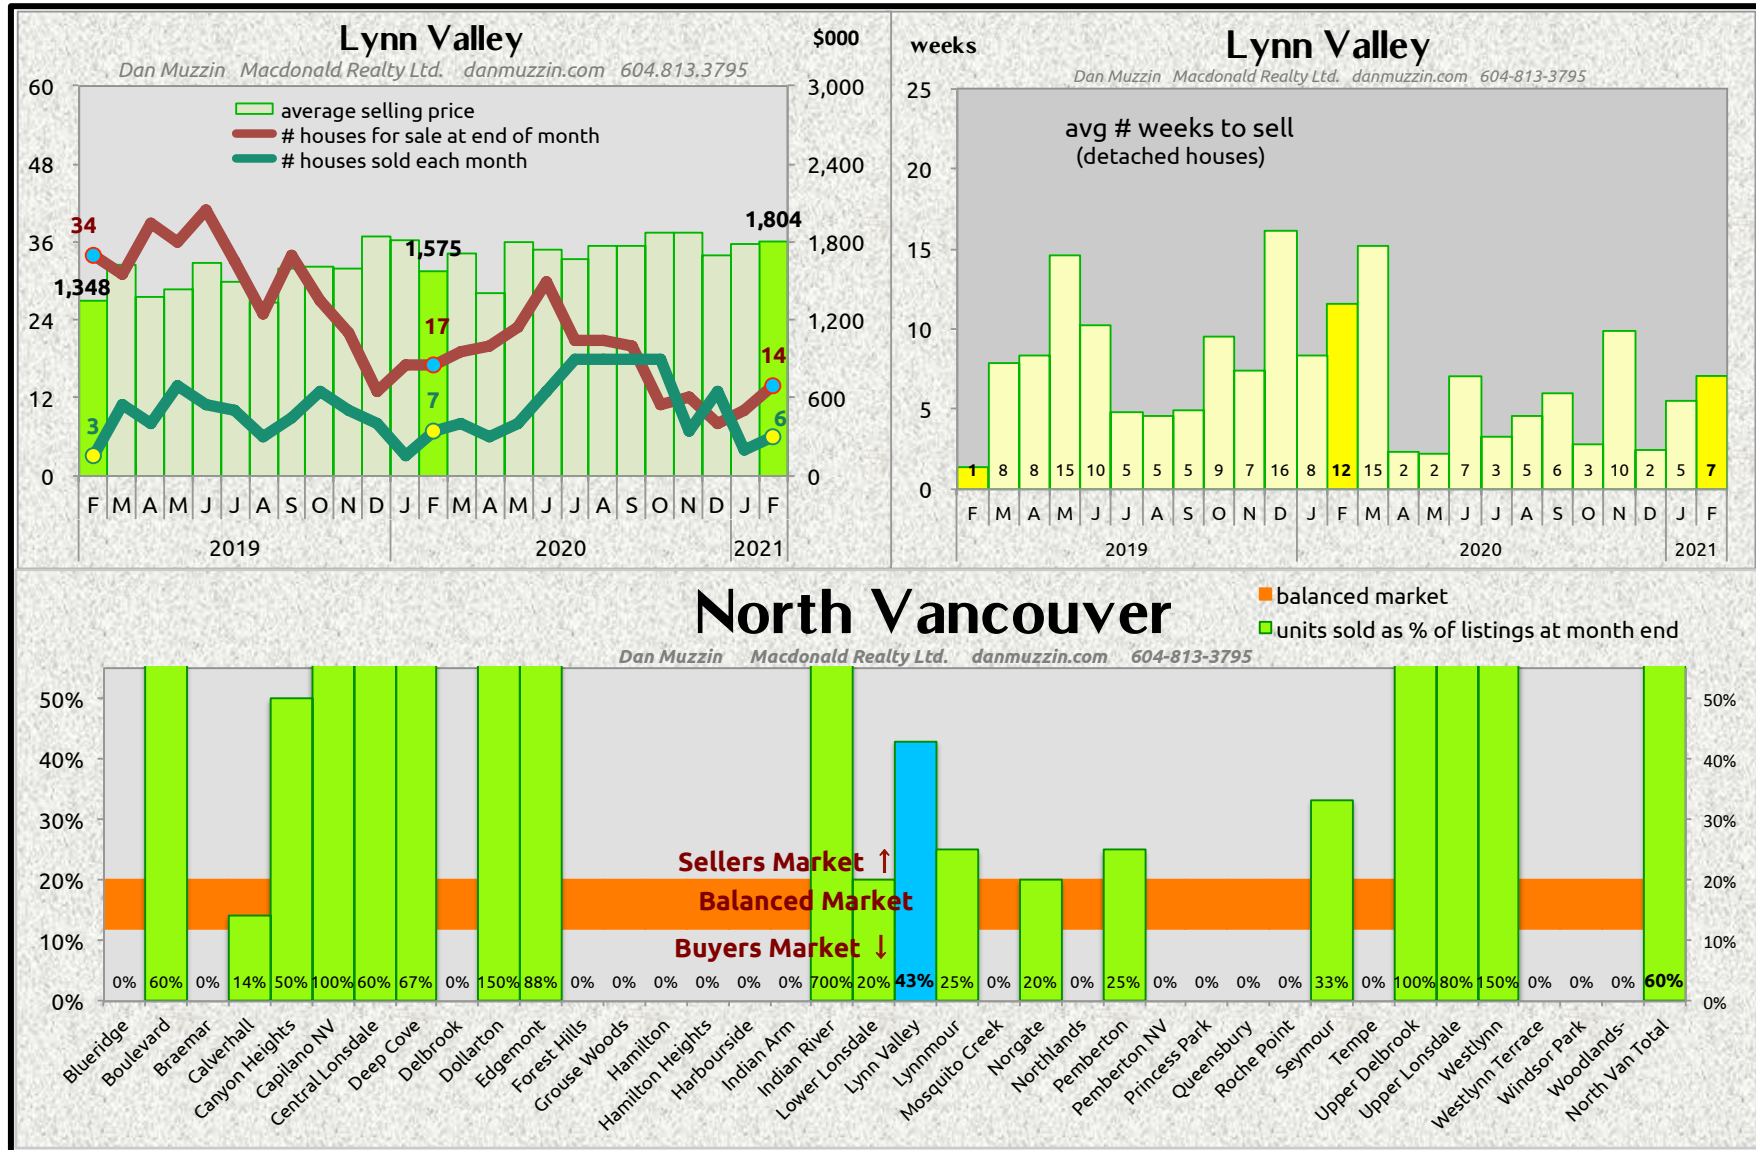 Lynn Valley
$000
Dan Muzzin Macdonald Realty Ltd. danmuzzin.com 604.813.3795
60
3,000
average selling price
# houses for sale at end of month
# houses sold each month
48
2,400
34
36
1,348
1,575
1,804
1,800
24
17
14
1,200
12
3
7
6
600
0
0
F M A M J J A S O N D J F M A M J J A S O N D J F
2019 2020 2021
weeks
Lynn Valley
Dan Muzzin Macdonald Realty Ltd. danmuzzin.com 604-813-3795
25
avg # weeks to sell
(detached houses)
20
15
10
5
0
1 8 8 15 10 5 5 5 9 7 16 8 12 15 2 2 7 3 5 6 3 10 2 5 7
F M A M J J A S O N D J F M A M J J A S O N D J F
2019 2020 2021
North Vancouver
balanced market
units sold as % of listings at month end
Dan Muzzin Macdonald Realty Ltd. danmuzzin.com 604-813-3795
50% 50%
40% 40%
30% 30%
Sellers Market ↑
20% 20%
Balanced Market
10% 10%
Buyers Market ↓
0% 0%
0% 60% 0% 14% 50% 100% 60% 67% 0% 150% 88% 0% 0% 0% 0% 0% 0% 700% 20% 43% 25% 0% 20% 0% 25% 0% 0% 0% 0% 33% 0% 100% 80% 150% 0% 0% 0% 60%
Blueridge
Boulevard
Braemar
Calverhall
Canyon Heights
Capilano NV
Central Lonsdale
Deep Cove
Delbrook
Dollarton
Edgemont
Forest Hills
Grouse Woods
Hamilton
Hamilton Heights
Harbourside
Indian Arm
Indian River
Lower Lonsdale
Lynn Valley
Lynnmour
Mosquito Creek
Norgate
Northlands
Pemberton
Pemberton NV
Princess Park
Queensbury
Roche Point
Seymour
Tempe
Upper Delbrook
Upper Lonsdale
Westlynn
Westlynn Terrace
Windsor Park
Woodlands-
North Van Total